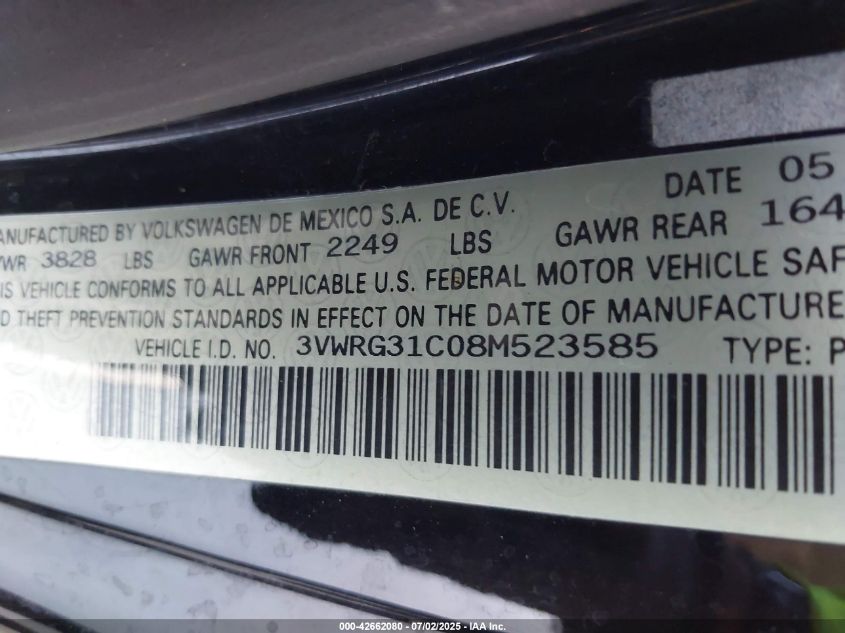 DATE 05
MANUFACTURED BY VOLKSWAGEN DE MEXICO S.A. DE C.V.
GVWR 3828 LBS GAWR FRONT 2249 LBS GAWR REAR 164
IS VEHICLE CONFORMS TO ALL APPLICABLE U.S. FEDERAL MOTOR VEHICLE SAF
D THEFT PREVENTION STANDARDS IN EFFECT ON THE DATE OF MANUFACTURE
VEHICLE I.D. NO. 3VWRG31C08M523585 TYPE: P
000-42662080 - 07/02/2025 - IAA Inc.